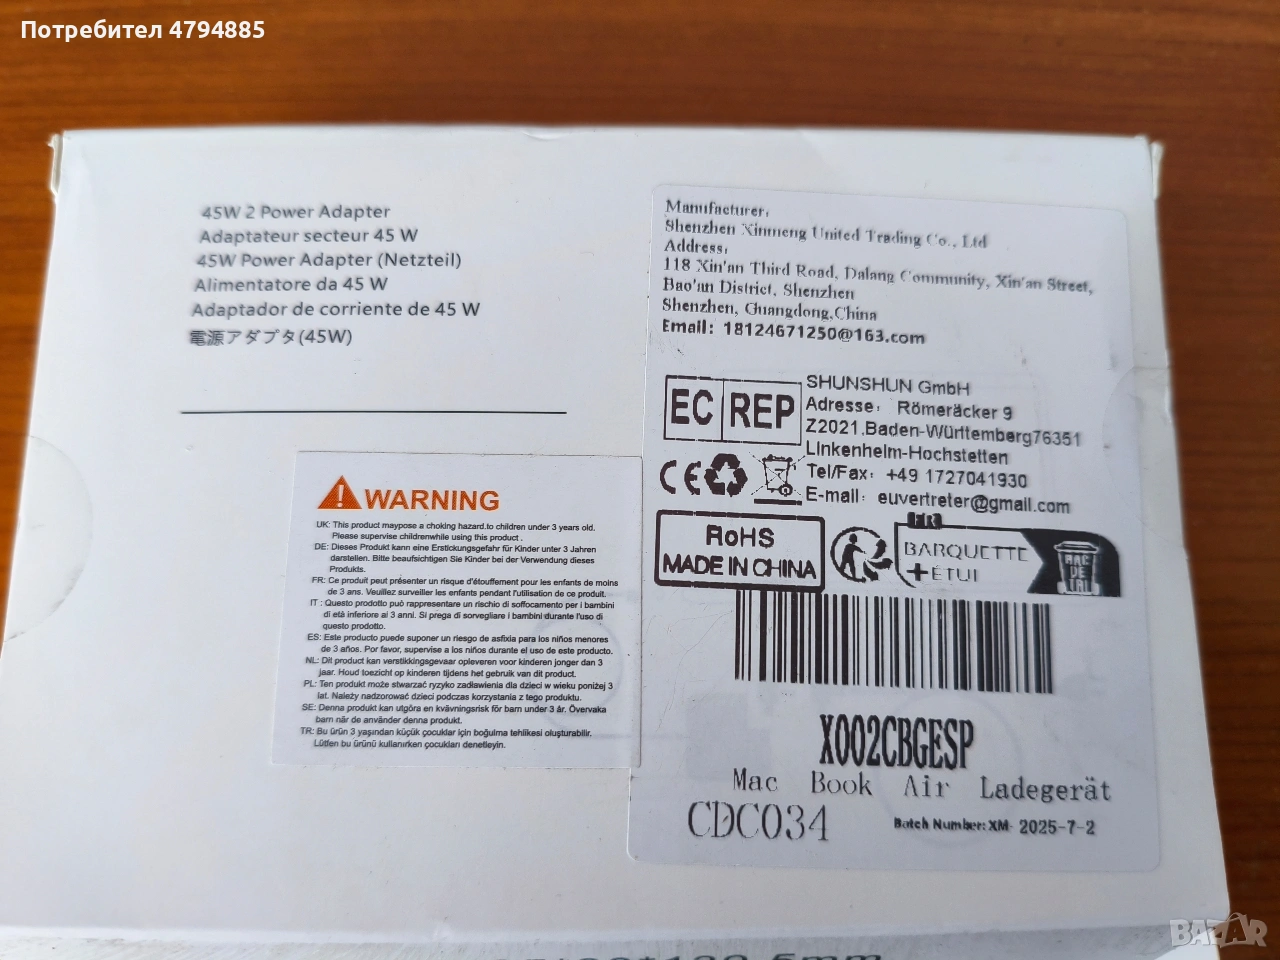 Потребител 4794885
45W 2 Power Adapter
Adaptateur secteur 45 W
45W Power Adapter (Netzteil)
Alimentatore da 45 W
Adaptador de corriente de 45 W
電源アダプタ(45W)
WARNING
UK: This product maypose a choking hazard.to children under 3 years old.
Please supervise childrenwhile using this product .
DE: Dieses Produkt kann eine Erstickungsgefahr für Kinder unter 3 Jahren
darstellen. Bitte beaufsichtigen Sie Kinder bei der Verwendung dieses
Produkts.
FR: Ce produit peut présenter un risque d'étouffement pour les enfants de moins
de 3 ans. Veuillez surveiller les enfants pendant l'utilisation de ce produit.
IT : Questo prodotto può rappresentare un rischio di soffocamento per i bambini
di età inferiore ai 3 anni. Si prega di sorvegliare i bambini durante l'uso di
questo prodotto.
ES: Este producto puede suponer un riesgo de asfixia para los niños menores
de 3 años. Por favor, supervise a los niños durante el uso de este producto.
NL: Dit product kan verstikkingsgevaar opleveren voor kinderen jonger dan 3
jaar. Houd toezicht op kinderen tijdens het gebruik van dit product.
PL: Ten produkt może stwarzać ryzyko zadławienia dla dzieci w wieku poniżej 3
lat. Należy nadzorować dzieci podczas korzystania z tego produktu.
SE: Denna produkt kan utgöra en kvävningsrisk för barn under 3 år. Övervaka
barn när de använder denna produkt.
TR: Bu ürün 3 yaşından küçük çocuklar için boğulma tehlikesi oluşturabilir.
Lütfen bu ürünü kullanırken çocukları denetleyin.
Manufacturer:
Shenzhen Xinmeng United Trading Co., Ltd
Address:
118 Xin'an Third Road, Dalang Community, Xin'an Street,
Bao'an District, Shenzhen
Shenzhen, Guangdong,China
Email: 18124671250@163.com
EC REP
SHUNSHUN GmbH
Adresse: Römeräcker 9
Z2021,Baden-Württemberg76351
Linkenheim-Hochstetten
Tel/Fax: +49 1727041930
E-mail: euvertreter@gmail.com
CE
RoHS
MADE IN CHINA
FR
BARQUETTE
+ÉTUI
BAC
DE
TRI
X002CBGESP
Mac Book Air Ladegerät
CDC034
Batch Number: XM- 2025-7-2
BAZAR